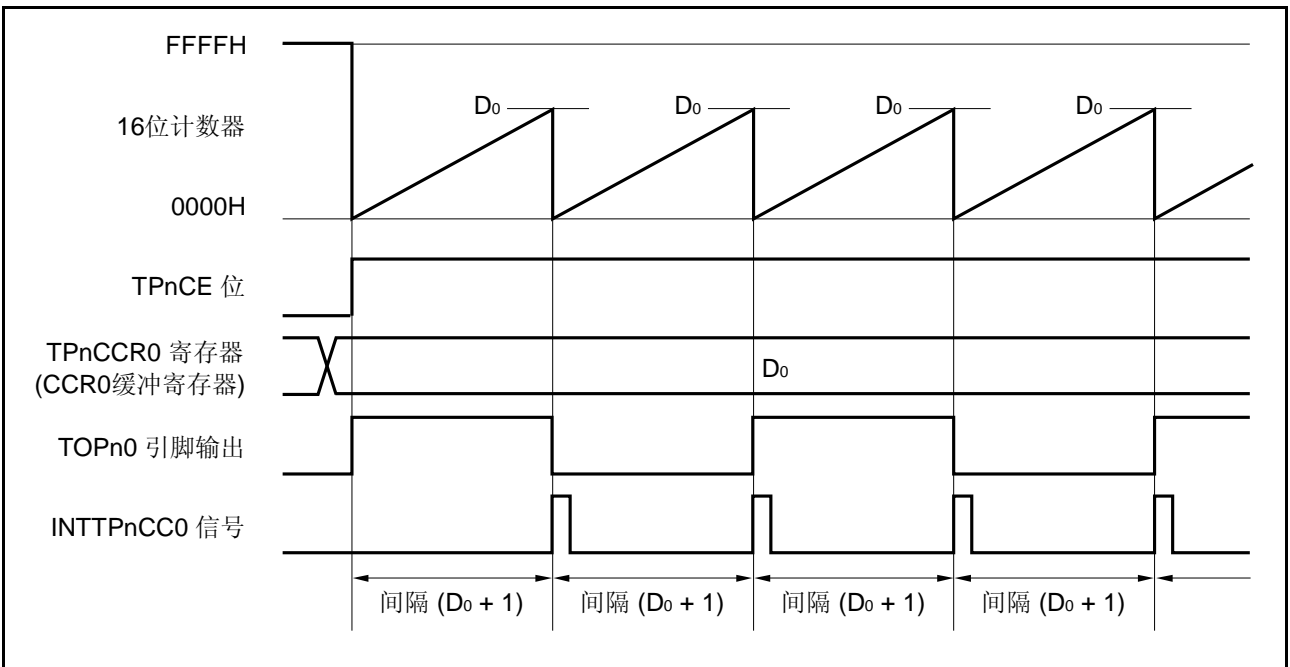 FFFFH
D0
D0
D0
D0
16位计数器
0000H
TPnCE 位
TPnCCR0 寄存器
(CCR0缓冲寄存器)
D0
TOPn0 引脚输出
INTTPnCC0 信号
间隔 (D0 + 1)
间隔 (D0 + 1)
间隔 (D0 + 1)
间隔 (D0 + 1)